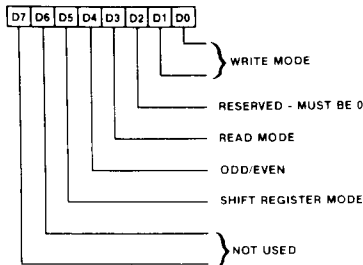 D7 D6 D5 D4 D3 D2 D1 D0
WRITE MODE
RESERVED - MUST BE 0
READ MODE
ODD/EVEN
SHIFT REGISTER MODE
NOT USED